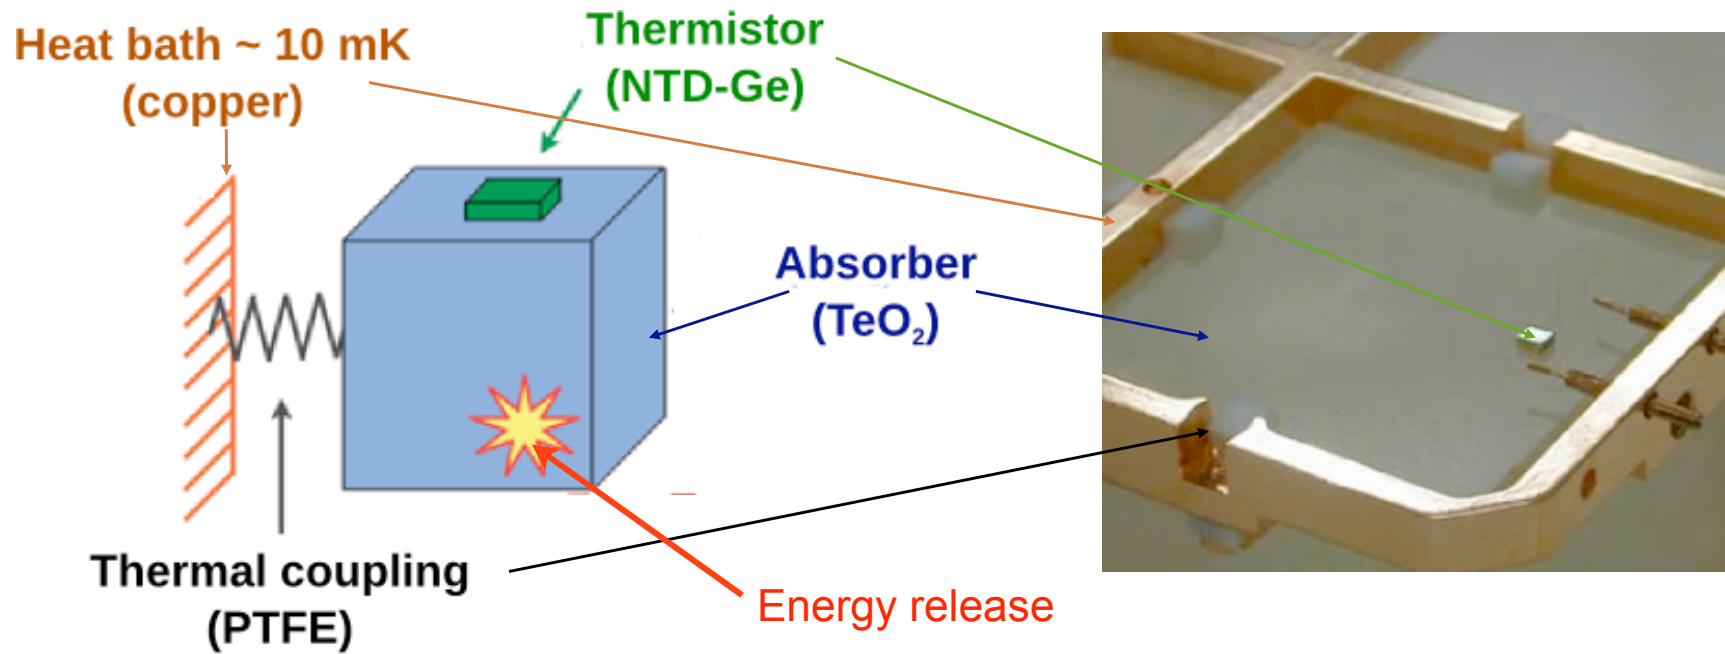 Heat bath ~ 10 mK
(copper)
Thermistor
(NTD-Ge)
Absorber
(TeO₂)
Thermal coupling
(PTFE)
Energy release